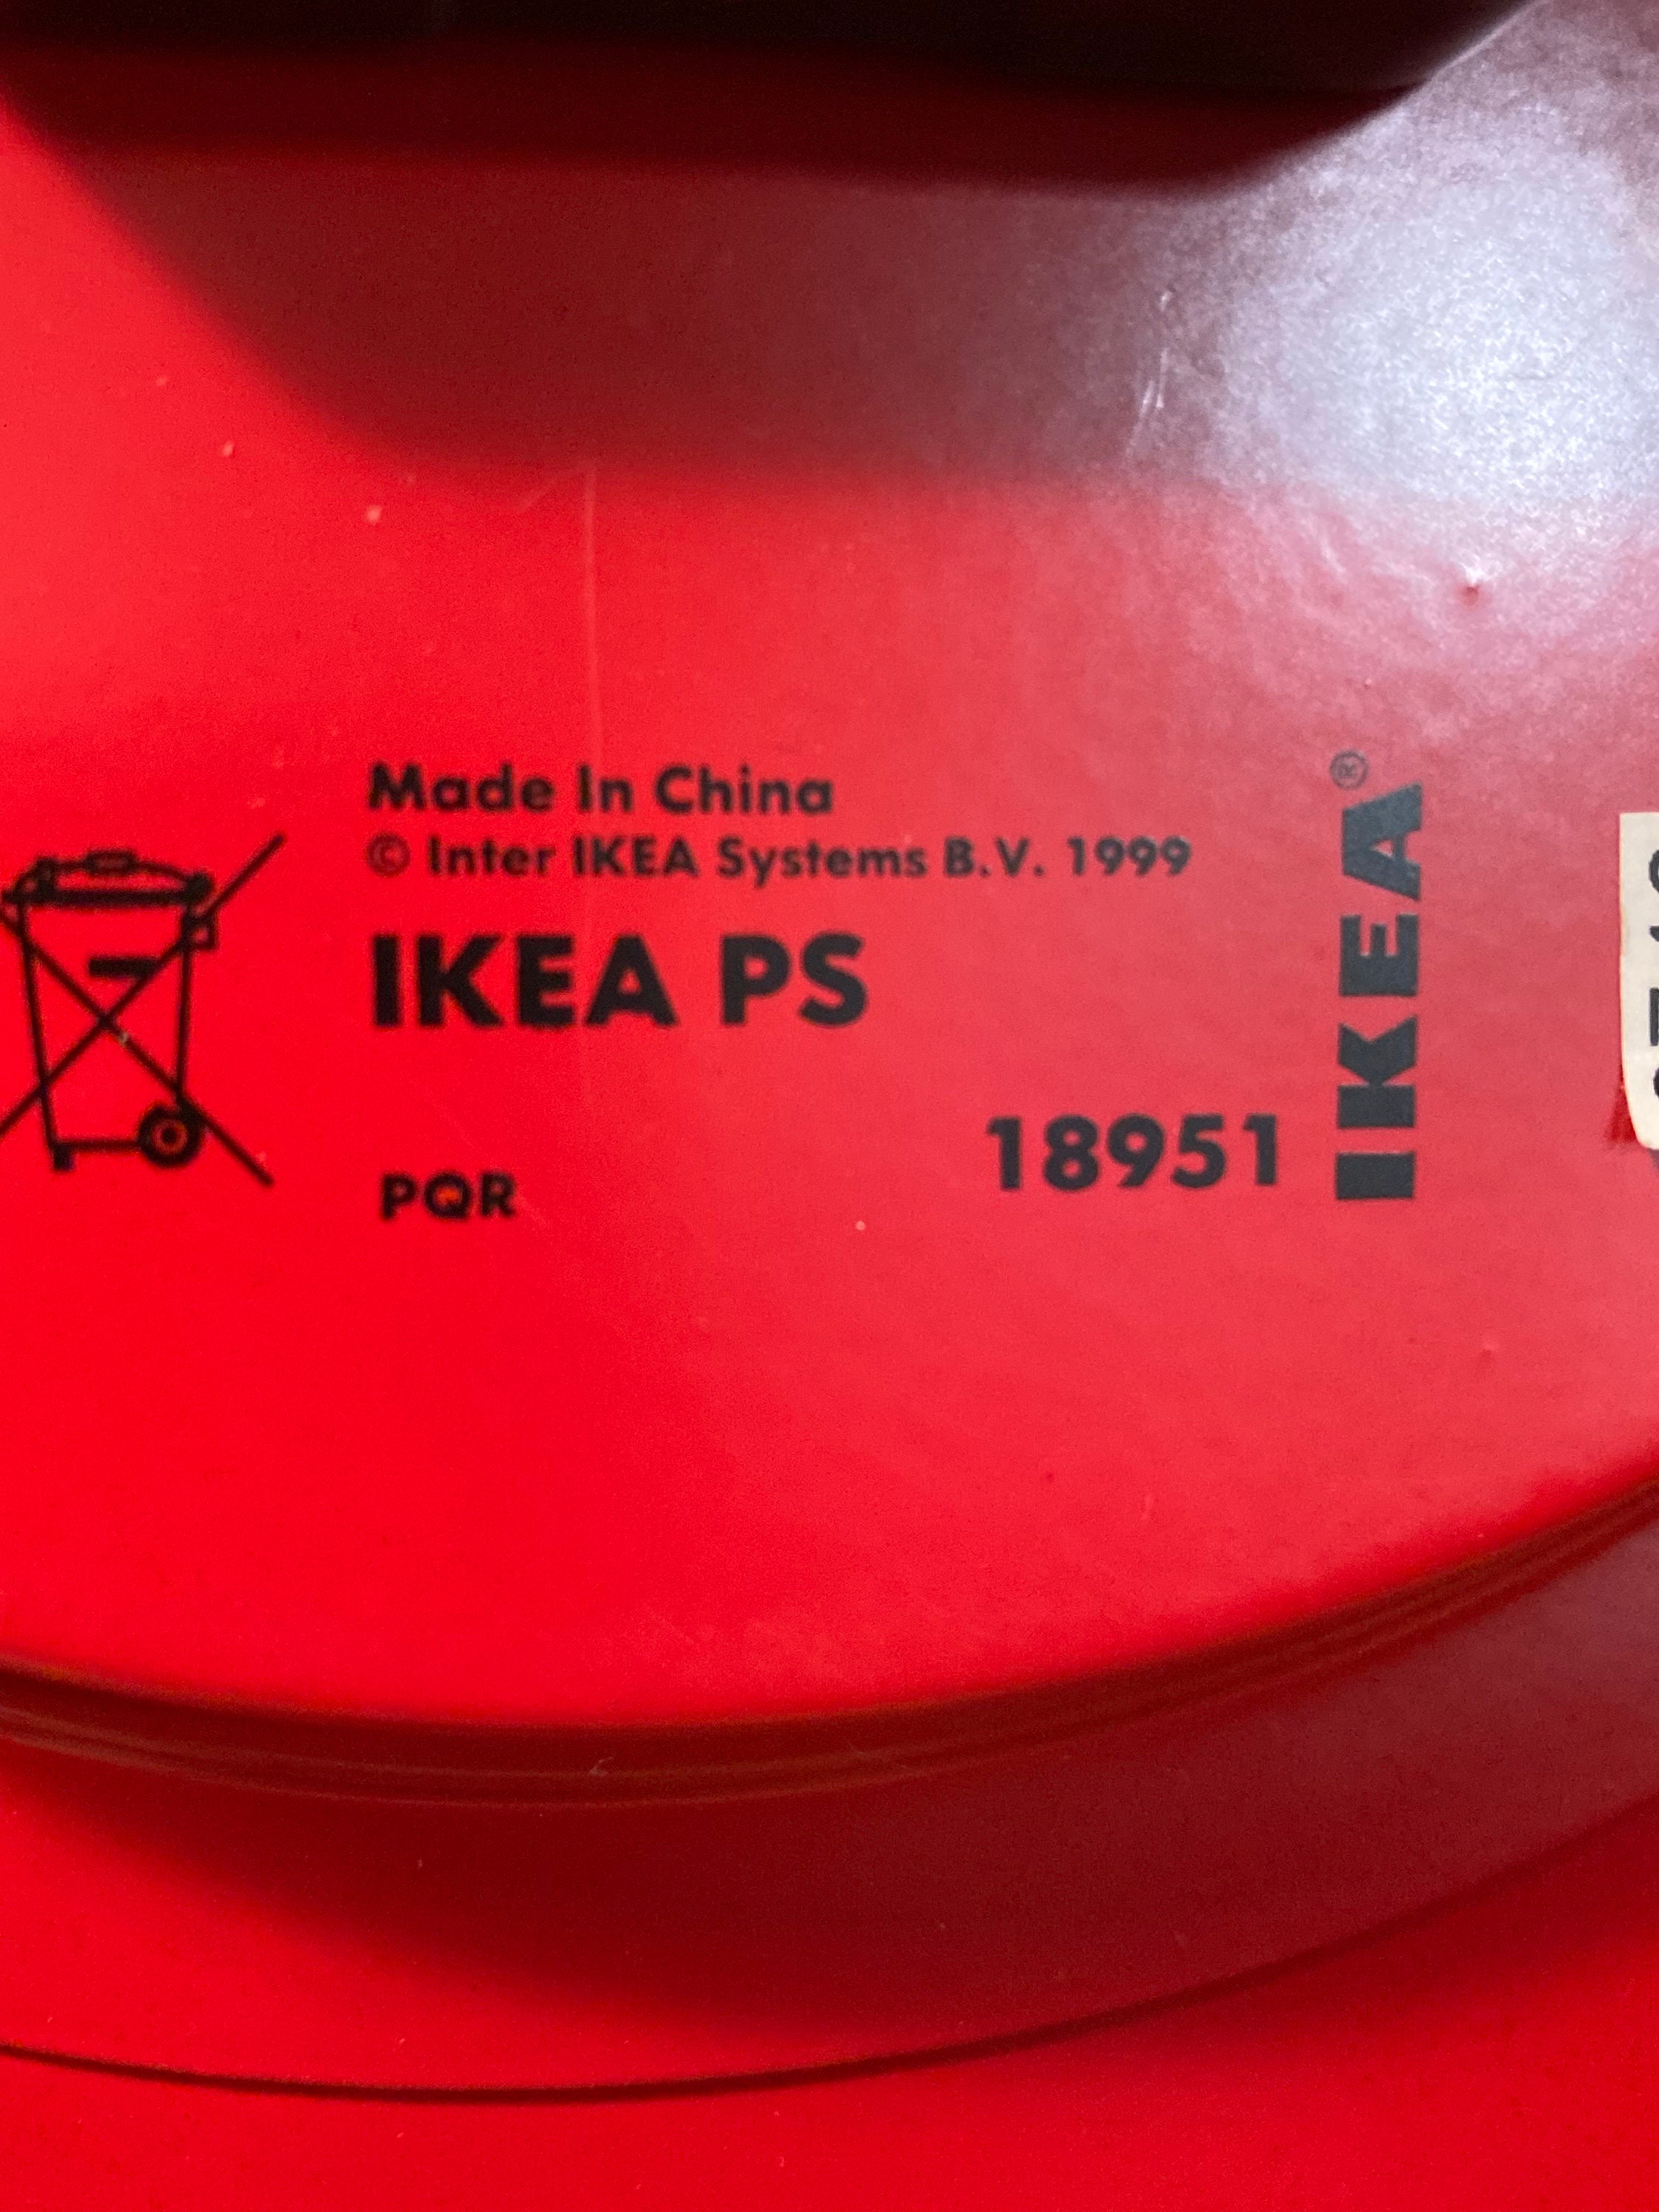 Made In China
© Inter IKEA Systems B.V. 1999
IKEA PS
18951
PQR
IKEA®